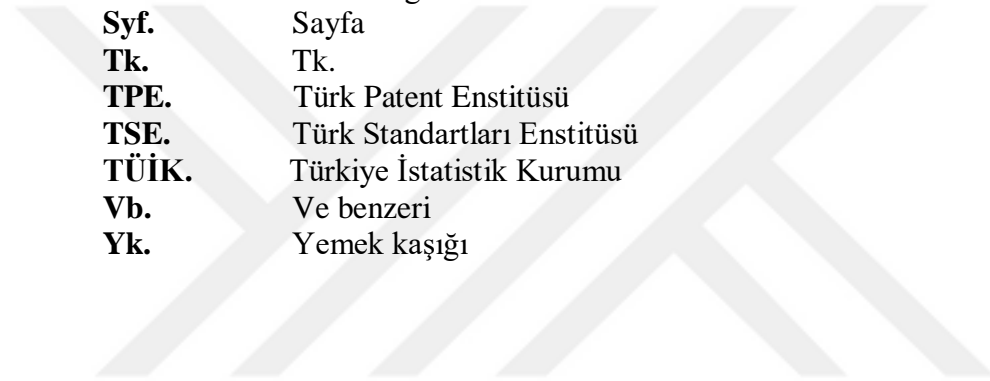 Syf. Sayfa
Tk. Tk.
TPE. Türk Patent Enstitüsü
TSE. Türk Standartları Enstitüsü
TÜİK. Türkiye İstatistik Kurumu
Vb. Ve benzeri
Yk. Yemek kaşığı